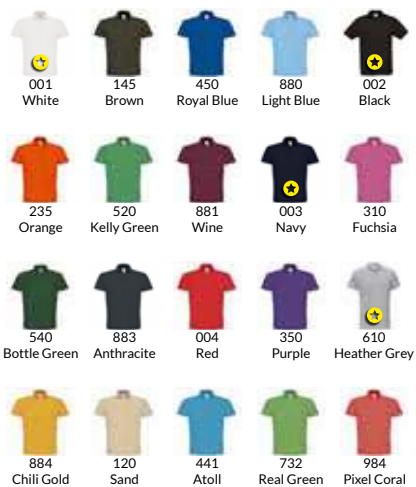 001 145 450 880 002
White Brown Royal Blue Light Blue Black
235 520 881 003 310
Orange Kelly Green Wine Navy Fuchsia
540 883 004 350 610
Bottle Green Anthracite Red Purple Heather Grey
884 120 441 732 984
Chili Gold Sand Atoll Real Green Pixel Coral